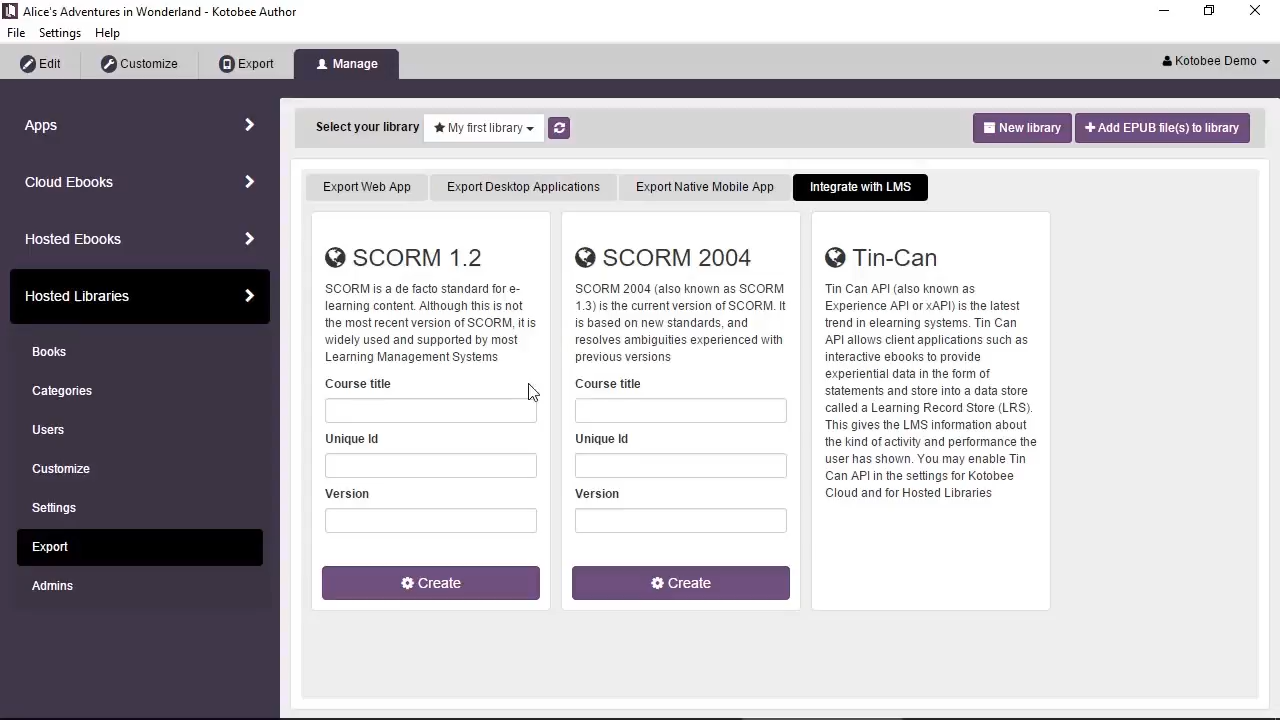 Alice's Adventures in Wonderland - Kotobee Author
File Settings Help
Edit Customize Export Manage Kotobee Demo
Apps
Cloud Ebooks
Hosted Ebooks
Hosted Libraries
Books
Categories
Users
Customize
Settings
Export
Admins
Select your library My first library New library Add EPUB file(s) to library
Export Web App Export Desktop Applications Export Native Mobile App Integrate with LMS
SCORM 1.2
SCORM is a de facto standard for e-
learning content. Although this is not
the most recent version of SCORM, it is
widely used and supported by most
Learning Management Systems
Course title
Unique Id
Version
Create
SCORM 2004
SCORM 2004 (also known as SCORM
1.3) is the current version of SCORM. It
is based on new standards, and
resolves ambiguities experienced with
previous versions
Course title
Unique Id
Version
Create
Tin-Can
Tin Can API (also known as
Experience API or xAPI) is the latest
trend in elearning systems. Tin Can
API allows client applications such as
interactive ebooks to provide
experiential data in the form of
statements and store into a data store
called a Learning Record Store (LRS).
This gives the LMS information about
the kind of activity and performance the
user has shown. You may enable Tin
Can API in the settings for Kotobee
Cloud and for Hosted Libraries